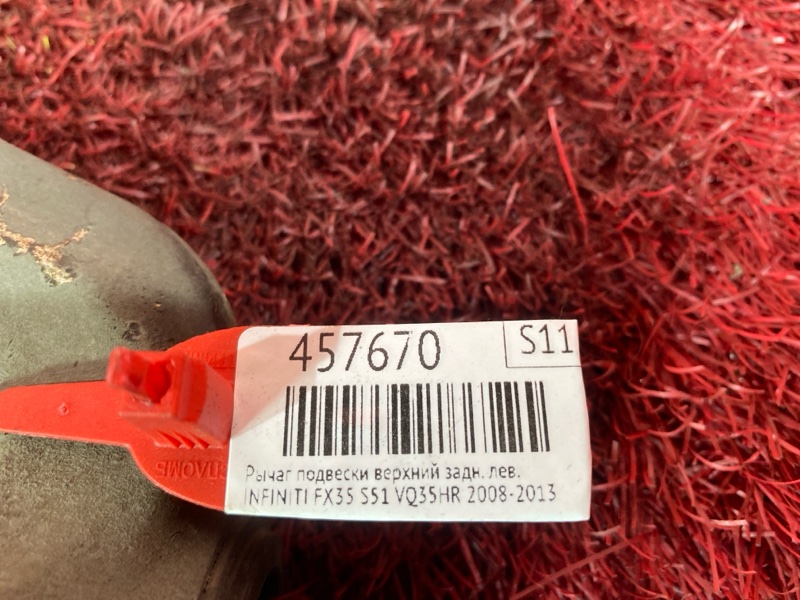 457670
S11
Рычаг подвески верхний задн. лев.
INFINITI FX35 S51 VQ35HR 2008-2013